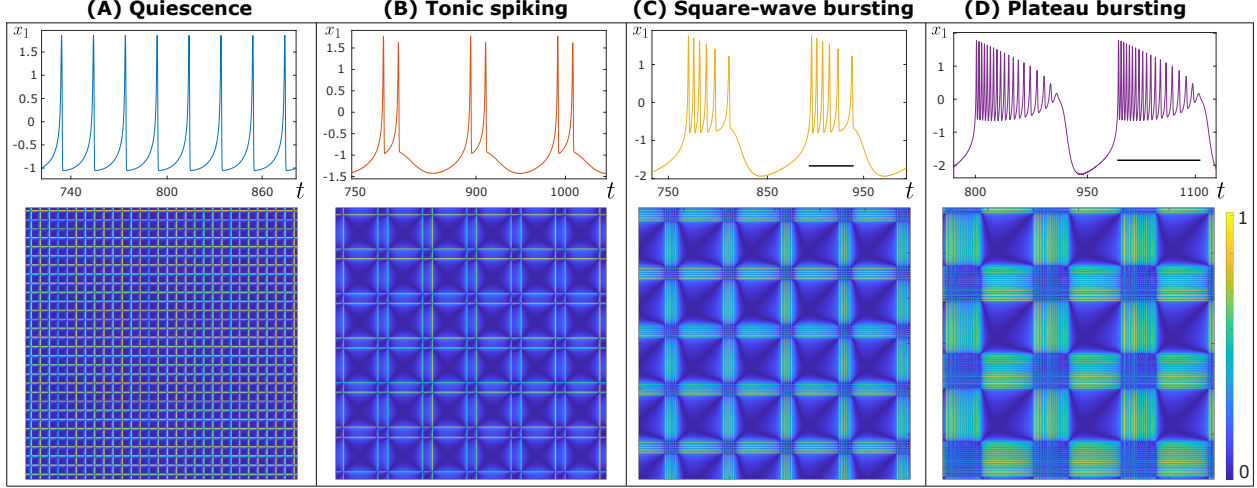 (A) Quiescence
(B) Tonic spiking
(C) Square-wave bursting
(D) Plateau bursting
x₁
1.5
1
0.5
0
-0.5
-1
740
800
860
t
x₁
1.5
1
0.5
0
-0.5
-1
-1.5
750
900
1000
t
x₁
1
0
-1
-2
750
850
950
t
x₁
1
0
-1
-2
800
950
1100
t
1
0